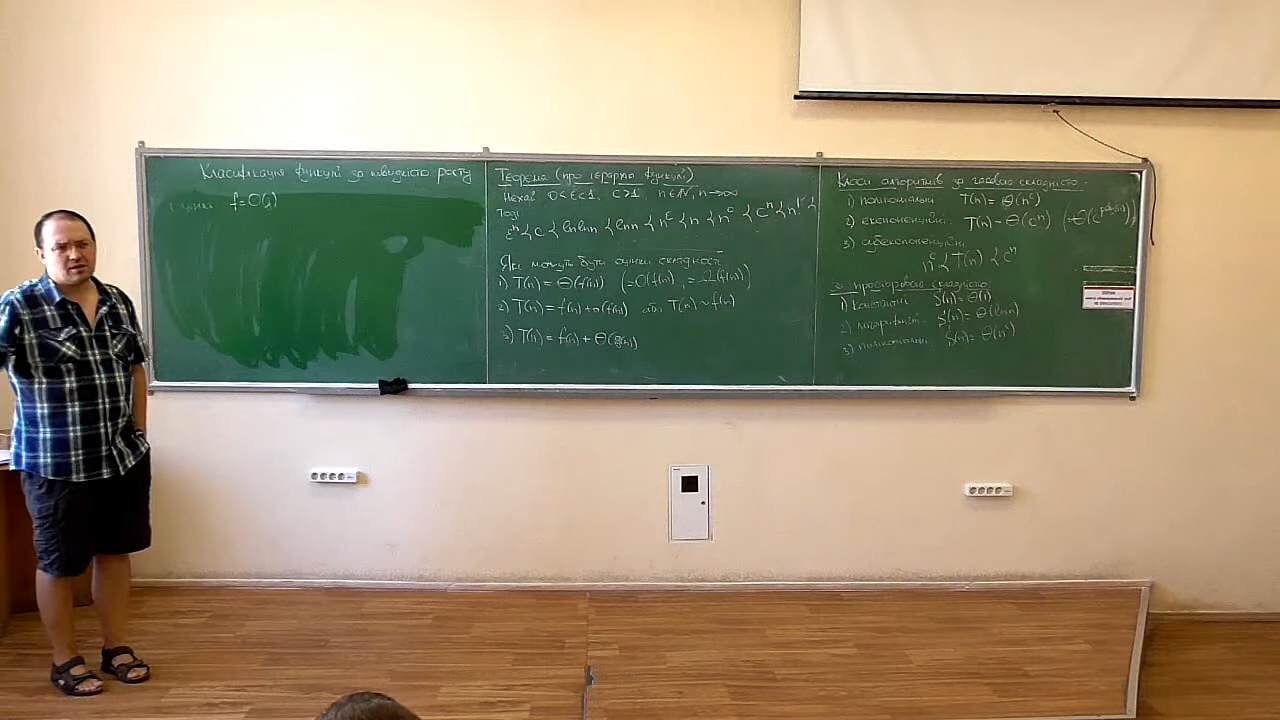 Класифікація функцій за швидкістю росту
f=O(g)
Теорема (про ієрархію функцій)
Нехай 0<ε<1, c>1, n∈N, n→∞
Тоді
ε^n ≺ c ≺ ln ln n ≺ ln n ≺ n^ε ≺ n ≺ n^c ≺ c^n ≺ n! ≺
Які можуть бути оцінки складності
1) T(n) = Θ(f(n)) (=O(f(n)), =Ω(f(n)))
2) T(n) = f(n)+o(f(n)) або T(n)~f(n)
3) T(n) = f(n) + Θ(g(n))
Класи алгоритмів за часовою складністю:
1) поліноміальні T(n)=Θ(n^c)
2) експоненційні T(n)=Θ(c^n)
3) субекспоненційні
n^c ≺ T(n) ≺ c^n
за просторовою складністю
1) константні S(n)=Θ(1)
2) логарифмічні S(n)=Θ(ln n)
3) поліноміальні S(n)=Θ(n^c)